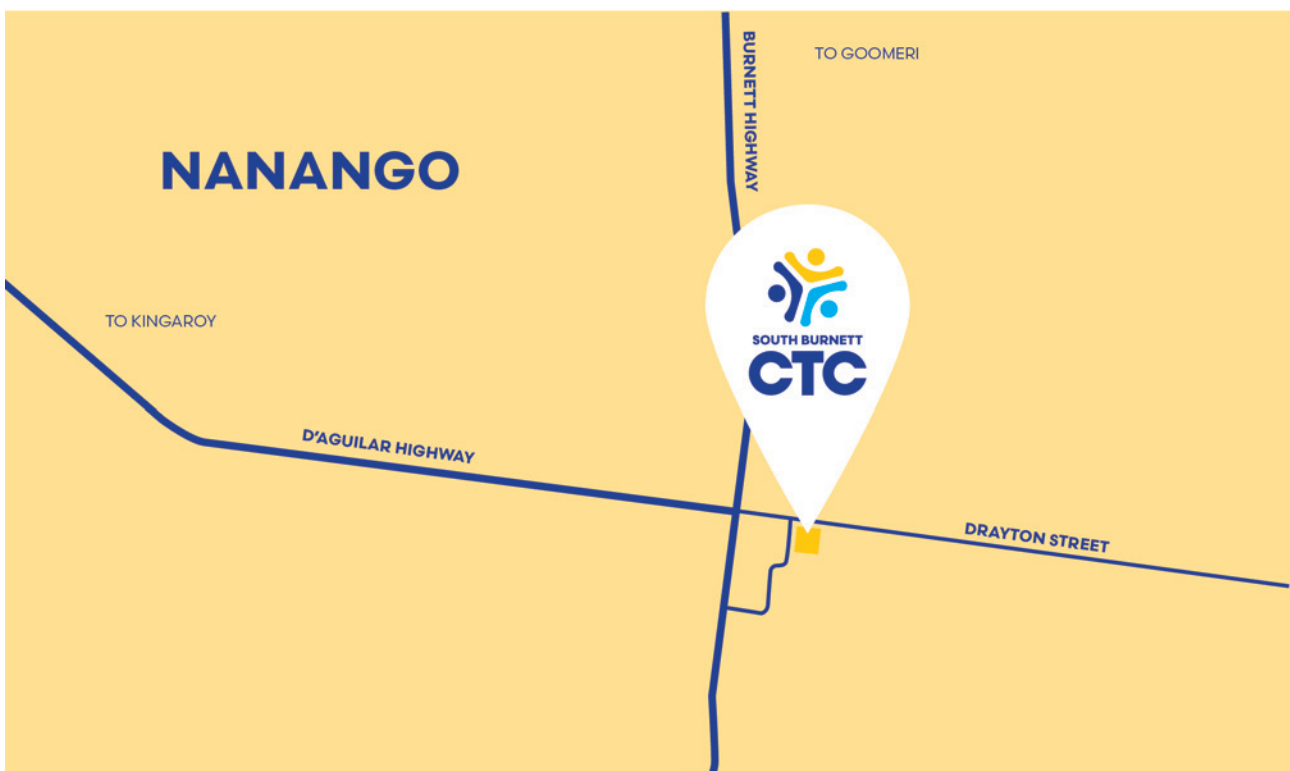 BURNETT HIGHWAY
TO GOOMERI
NANANGO
TO KINGAROY
SOUTH BURNETT
CTC
D'AGUILAR HIGHWAY
DRAYTON STREET